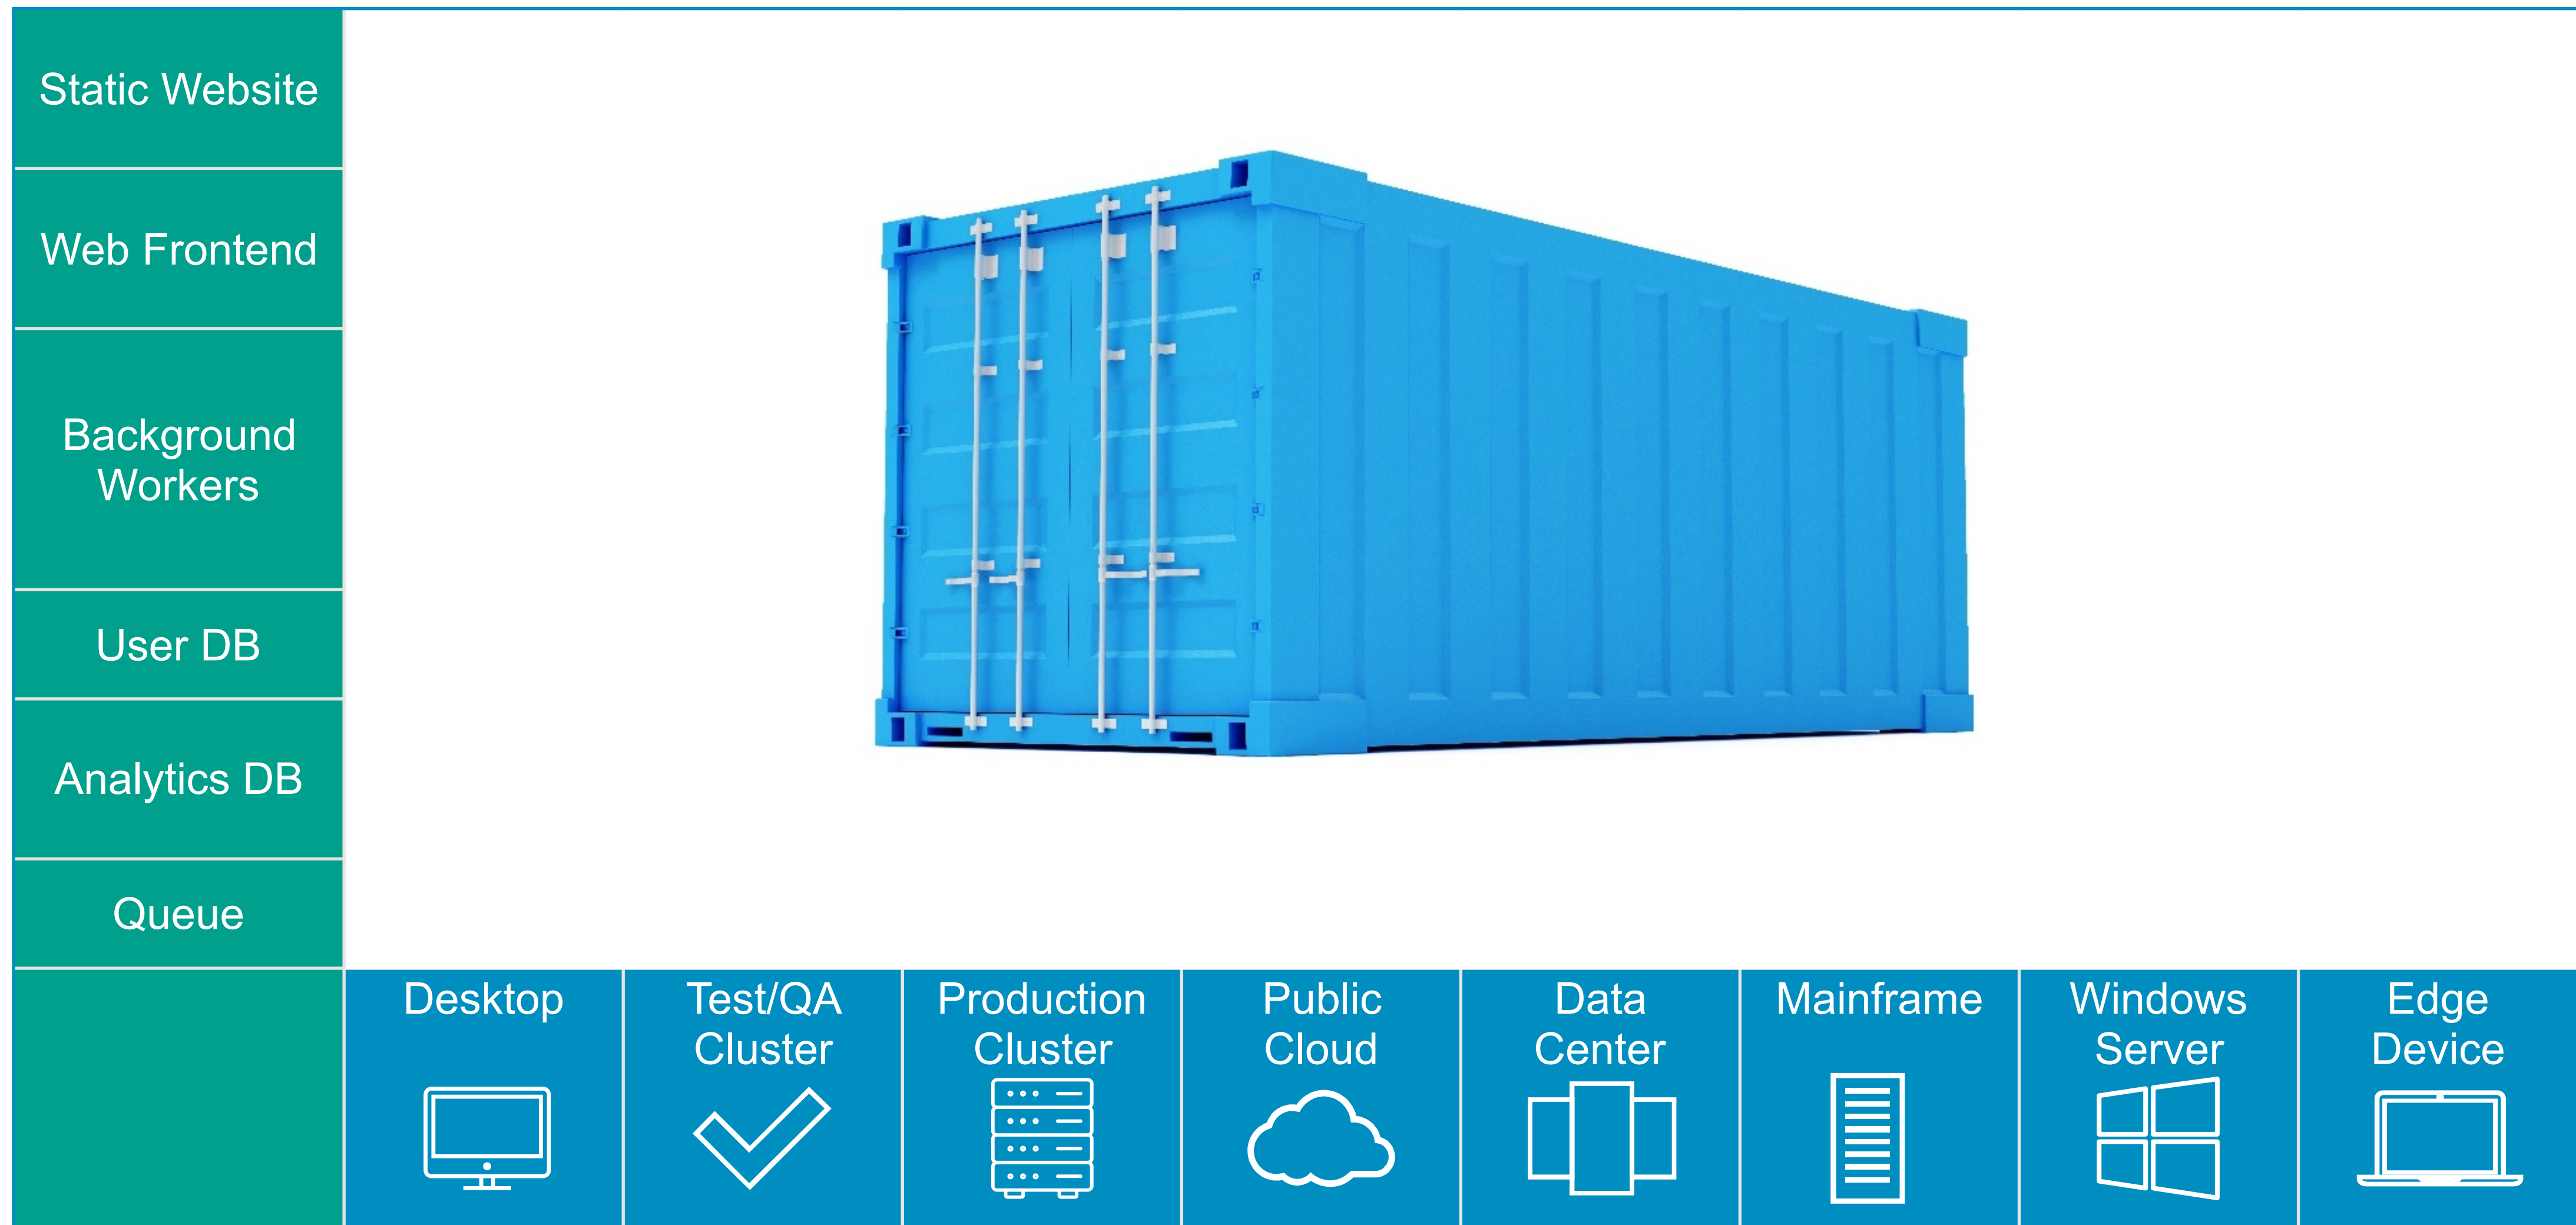 Static Website
Web Frontend
Background
Workers
User DB
Analytics DB
Queue
Desktop
Test/QA
Cluster
Production
Cluster
Public
Cloud
Data
Center
Mainframe
Windows
Server
Edge
Device